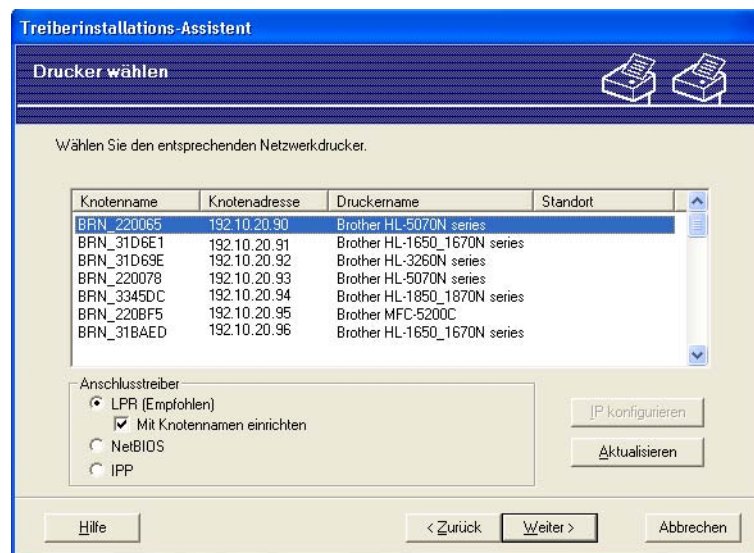 Treiberinstallations-Assistent
Drucker wählen
Wählen Sie den entsprechenden Netzwerkdrucker.
Knotenname Knotenadresse Druckername Standort
BRN_220065 192.10.20.90 Brother HL-5070N series
BRN_31D6E1 192.10.20.91 Brother HL-1650_1670N series
BRN_31D69E 192.10.20.92 Brother HL-3260N series
BRN_220078 192.10.20.93 Brother HL-5070N series
BRN_3345DC 192.10.20.94 Brother HL-1850_1870N series
BRN_220BF5 192.10.20.95 Brother MFC-5200C
BRN_31BAED 192.10.20.96 Brother HL-1650_1670N series
Anschlusstreiber
LPR (Empfohlen)
Mit Knotennamen einrichten
NetBIOS
IPP
IP konfigurieren
Aktualisieren
Hilfe < Zurück Weiter > Abbrechen